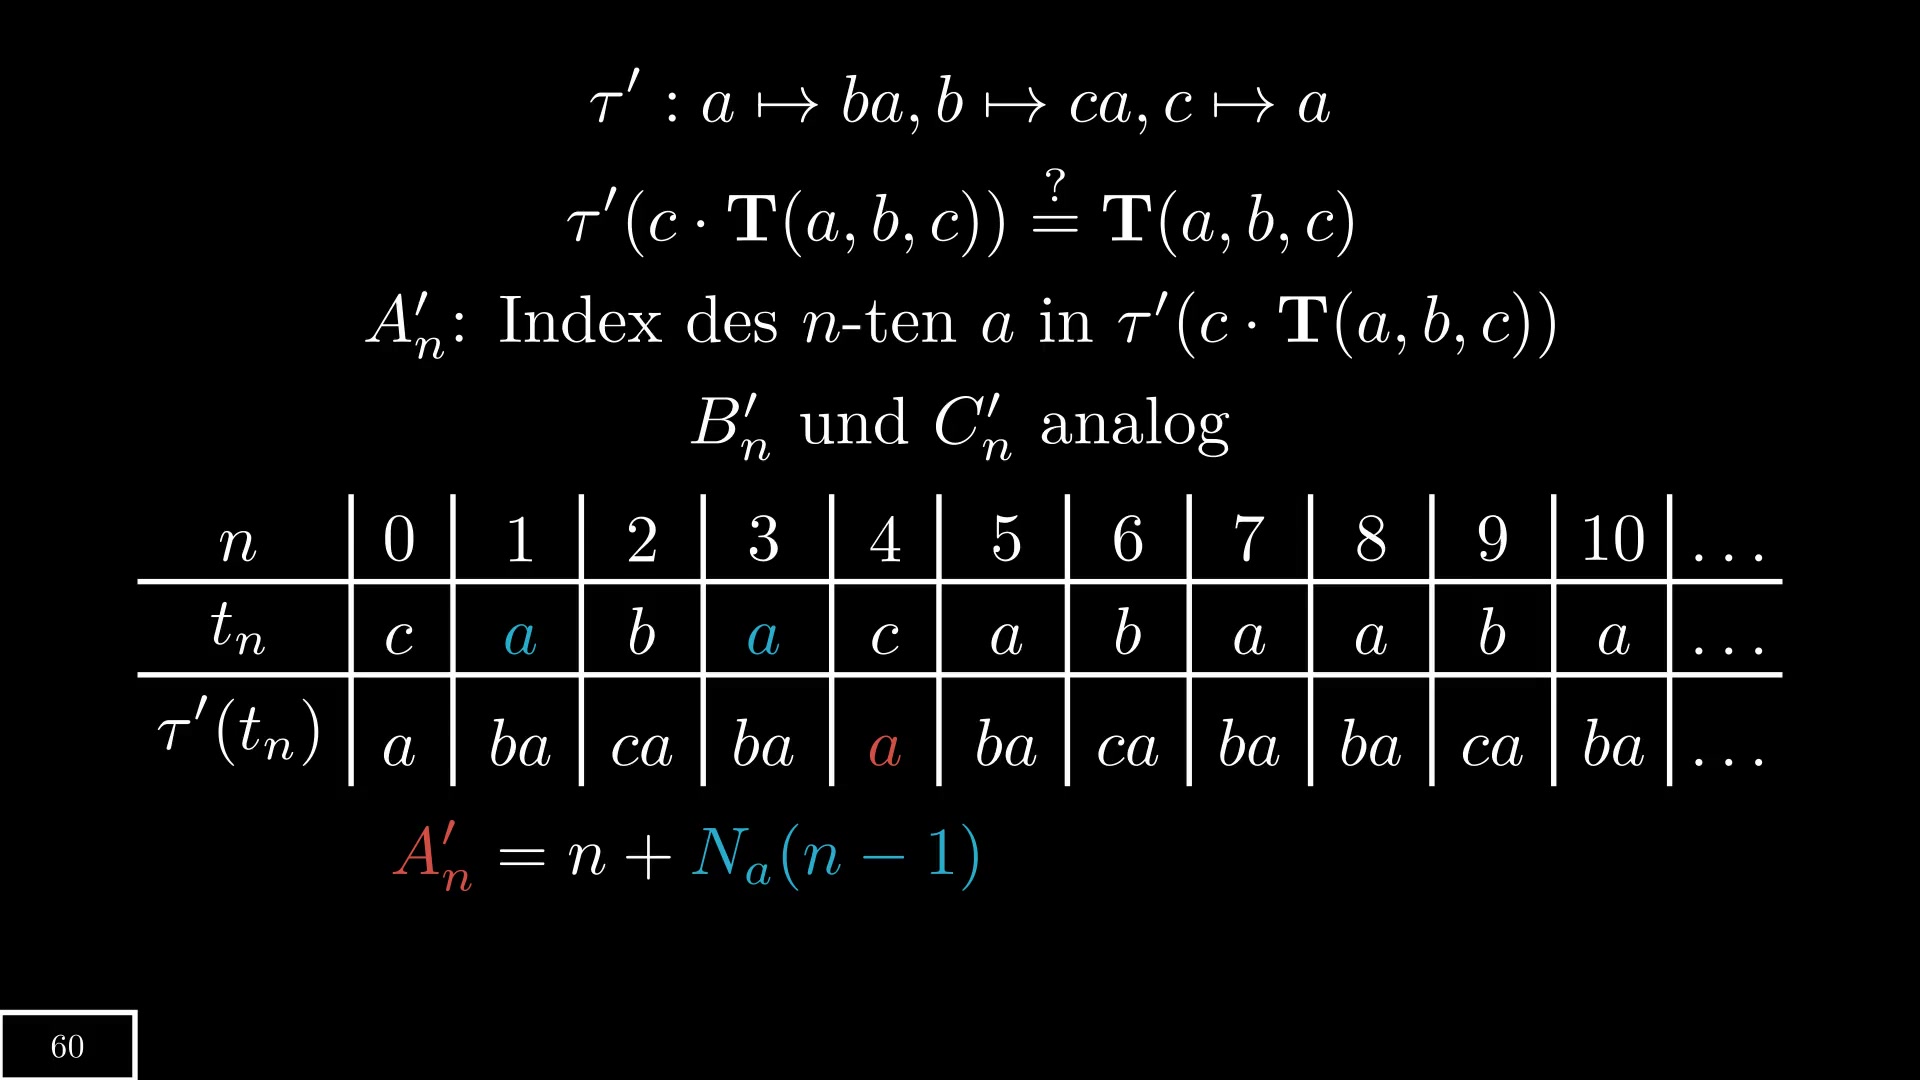 τ′ : a ↦ ba, b ↦ ca, c ↦ a
τ′(c · T(a, b, c)) =^? T(a, b, c)
A′ₙ: Index des n-ten a in τ′(c · T(a, b, c))
B′ₙ und C′ₙ analog
n 0 1 2 3 4 5 6 7 8 9 10 ...
tₙ c a b a c a b a a b a ...
τ′(tₙ) a ba ca ba a ba ca ba ba ca ba ...
A′ₙ = n + Nₐ(n − 1)
60